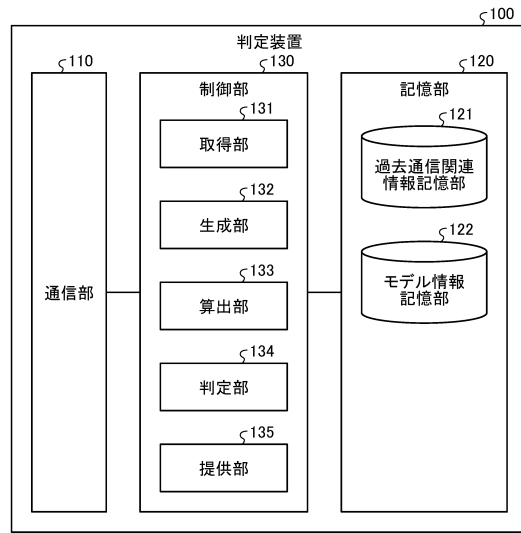 100
判定装置
110
130
120
制御部
記憶部
131
取得部
121
過去通信関連
情報記憶部
132
生成部
122
モデル情報
記憶部
通信部
133
算出部
134
判定部
135
提供部